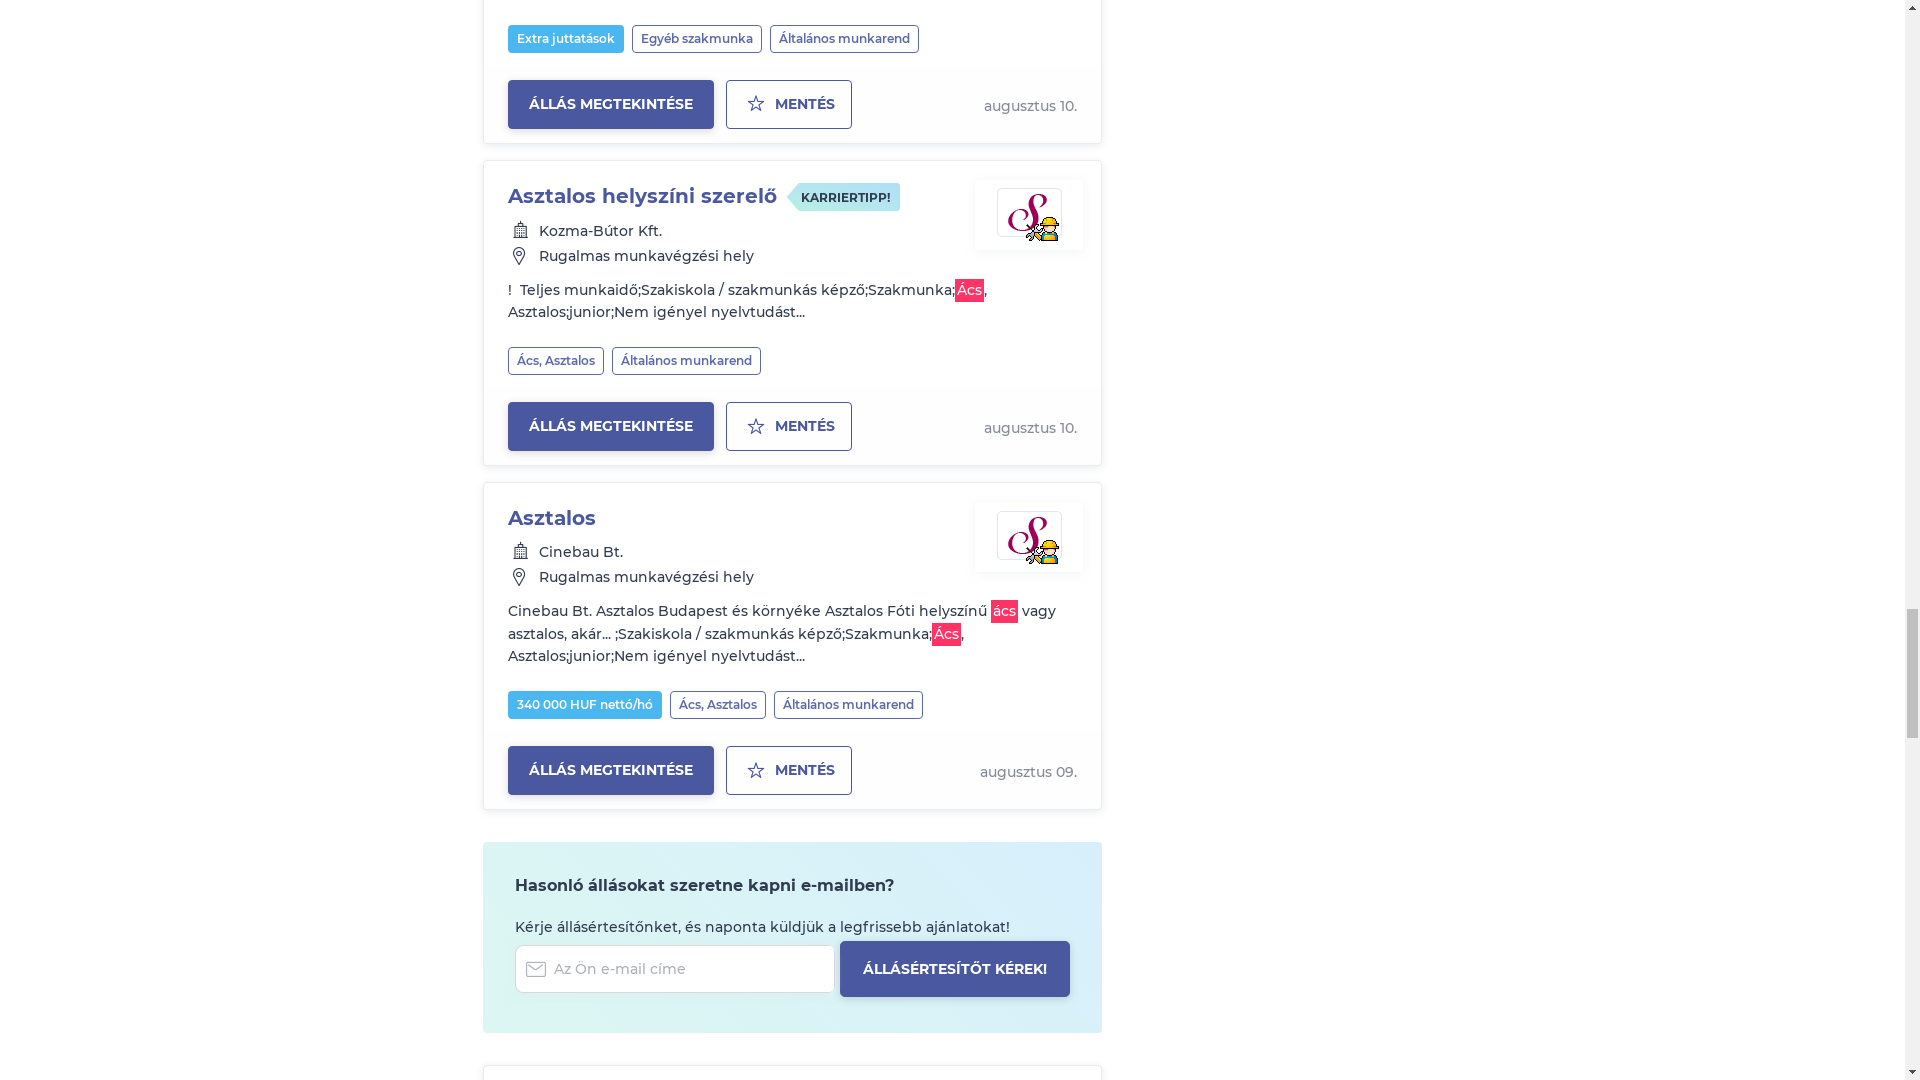 Extra juttatások
Egyéb szakmunka
Általános munkarend
ÁLLÁS MEGTEKINTÉSE
MENTÉS
augusztus 10.
Asztalos helyszíni szerelő
KARRIERTIPP!
Kozma-Bútor Kft.
Rugalmas munkavégzési hely
! Teljes munkaidő;Szakiskola / szakmunkás képző;Szakmunka;Ács,
Asztalos;junior;Nem igényel nyelvtudást...
Ács, Asztalos
Általános munkarend
ÁLLÁS MEGTEKINTÉSE
MENTÉS
augusztus 10.
Asztalos
Cinebau Bt.
Rugalmas munkavégzési hely
Cinebau Bt. Asztalos Budapest és környéke Asztalos Fóti helyszínű ács vagy
asztalos, akár... ;Szakiskola / szakmunkás képző;Szakmunka;Ács,
Asztalos;junior;Nem igényel nyelvtudást...
340 000 HUF nettó/hó
Ács, Asztalos
Általános munkarend
ÁLLÁS MEGTEKINTÉSE
MENTÉS
augusztus 09.
Hasonló állásokat szeretne kapni e-mailben?
Kérje állásértesítőnket, és naponta küldjük a legfrissebb ajánlatokat!
Az Ön e-mail címe
ÁLLÁSÉRTESÍTŐT KÉREK!